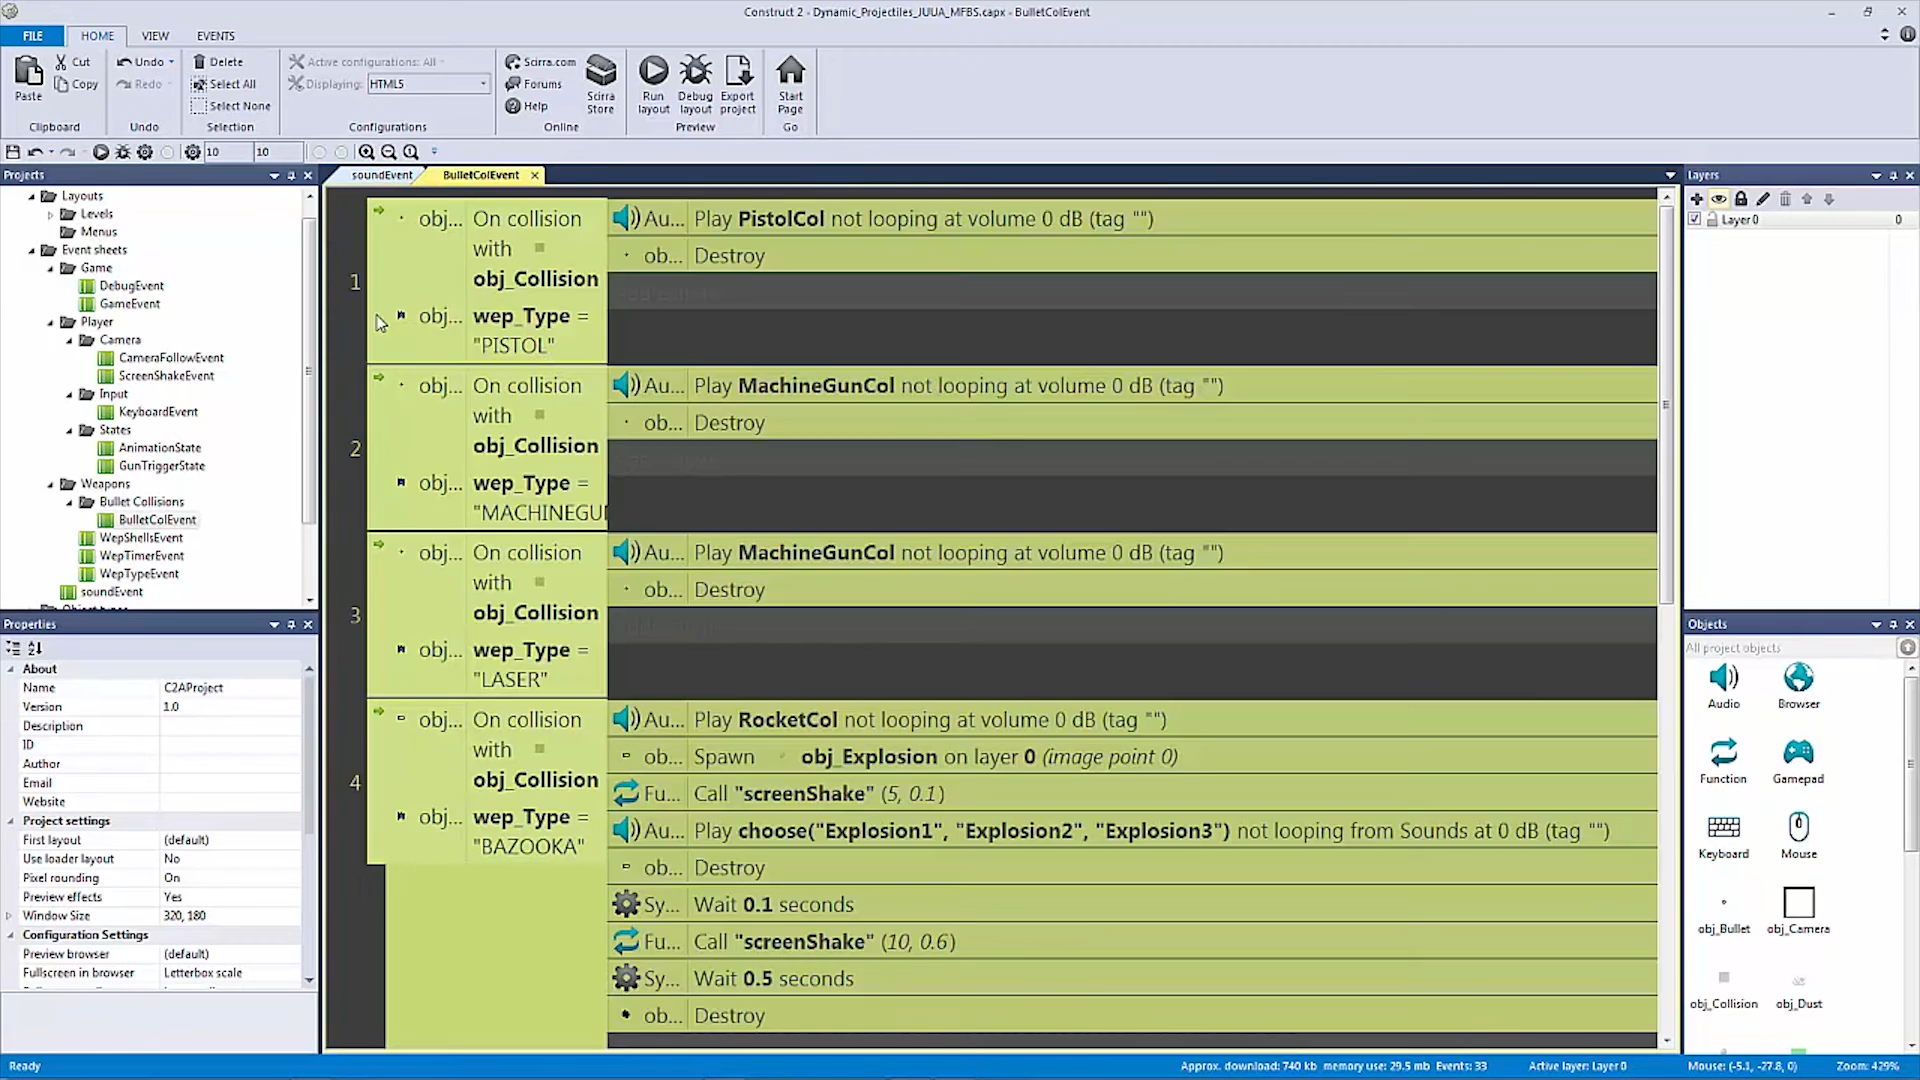 Construct 2 - Dynamic_Projectiles_JUUA_MFBS.capx - BulletColEvent
FILE HOME VIEW EVENTS
Paste
Cut
Copy
Clipboard
Undo
Redo
Undo
Delete
Select All
Select None
Selection
Active configurations: All
Displaying: HTML5
Configurations
Scirra.com
Forums
Help
Scirra Store
Online
Run layout
Debug layout
Export project
Preview
Start Page
Go
10 10
Projects
Layouts
Levels
Menus
Event sheets
Game
DebugEvent
GameEvent
Player
Camera
CameraFollowEvent
ScreenShakeEvent
Input
KeyboardEvent
States
AnimationState
GunTriggerState
Weapons
Bullet Collisions
BulletColEvent
WepShellsEvent
WepTimerEvent
WepTypeEvent
soundEvent
Properties
About
Name C2AProject
Version 1.0
Description
ID
Author
Email
Website
Project settings
First layout (default)
Use loader layout No
Pixel rounding On
Preview effects Yes
Window Size 320, 180
Configuration Settings
Preview browser (default)
Fullscreen in browser Letterbox scale
soundEvent BulletColEvent
1
obj... On collision
with
obj_Collision
obj... wep_Type =
"PISTOL"
Au... Play PistolCol not looping at volume 0 dB (tag "")
ob... Destroy
2
obj... On collision
with
obj_Collision
obj... wep_Type =
"MACHINEGU
Au... Play MachineGunCol not looping at volume 0 dB (tag "")
ob... Destroy
3
obj... On collision
with
obj_Collision
obj... wep_Type =
"LASER"
Au... Play MachineGunCol not looping at volume 0 dB (tag "")
ob... Destroy
4
obj... On collision
with
obj_Collision
obj... wep_Type =
"BAZOOKA"
Au... Play RocketCol not looping at volume 0 dB (tag "")
ob... Spawn obj_Explosion on layer 0 (image point 0)
Fu... Call "screenShake" (5, 0.1)
Au... Play choose("Explosion1", "Explosion2", "Explosion3") not looping from Sounds at 0 dB (tag "")
ob... Destroy
Sy... Wait 0.1 seconds
Fu... Call "screenShake" (10, 0.6)
Sy... Wait 0.5 seconds
ob... Destroy
Layers
Layer 0 0
Objects
All project objects
Audio Browser
Function Gamepad
Keyboard Mouse
obj_Bullet obj_Camera
obj_Collision obj_Dust
Ready
Approx. download: 740 kb memory use: 29.5 mb Events: 33 Active layer: Layer 0 Mouse: (-5.1, -27.8, 0) Zoom: 429%